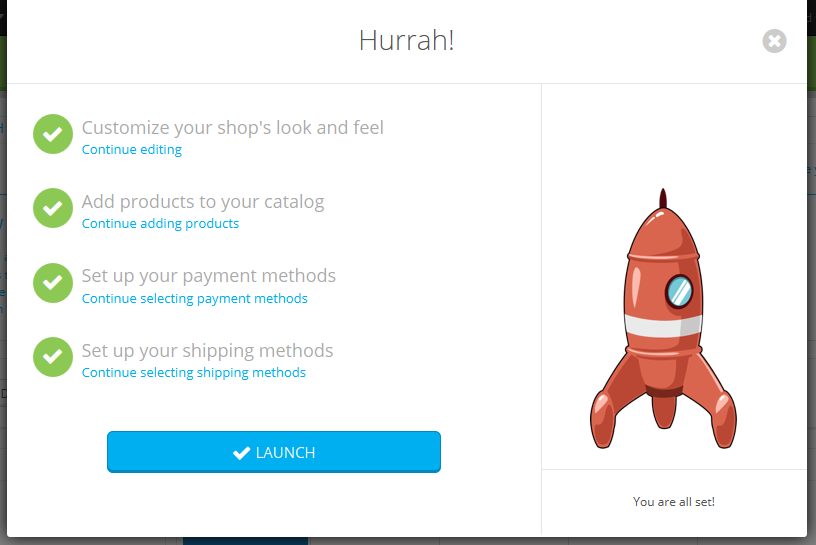 Hurrah!
Customize your shop's look and feel
Continue editing
Add products to your catalog
Continue adding products
Set up your payment methods
Continue selecting payment methods
Set up your shipping methods
Continue selecting shipping methods
LAUNCH
You are all set!